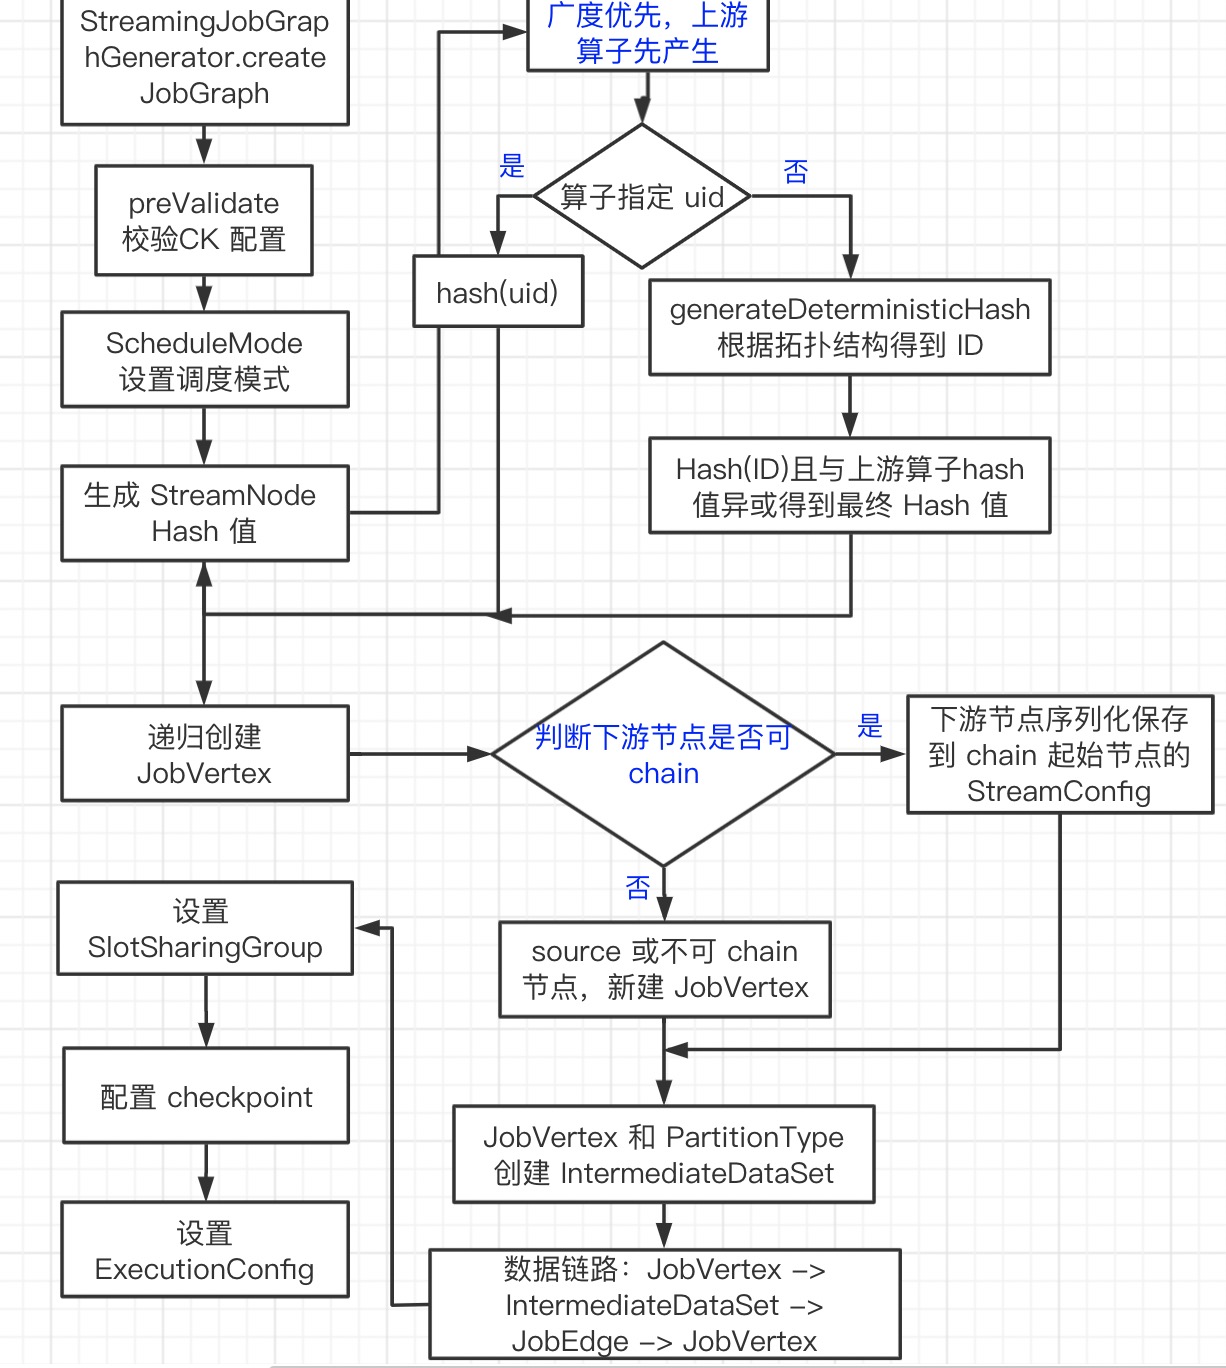 StreamingJobGrap
hGenerator.create
JobGraph
preValidate
校验CK 配置
ScheduleMode
设置调度模式
生成 StreamNode
Hash 值
广度优先，上游
算子先产生
算子指定 uid
是
否
hash(uid)
generateDeterministicHash
根据拓扑结构得到 ID
Hash(ID)且与上游算子hash
值异或得到最终 Hash 值
递归创建
JobVertex
判断下游节点是否可
chain
是
下游节点序列化保存
到 chain 起始节点的
StreamConfig
否
source 或不可 chain
节点，新建 JobVertex
JobVertex 和 PartitionType
创建 IntermediateDataSet
数据链路：JobVertex –>
IntermediateDataSet –>
JobEdge –> JobVertex
设置
SlotSharingGroup
配置 checkpoint
设置
ExecutionConfig